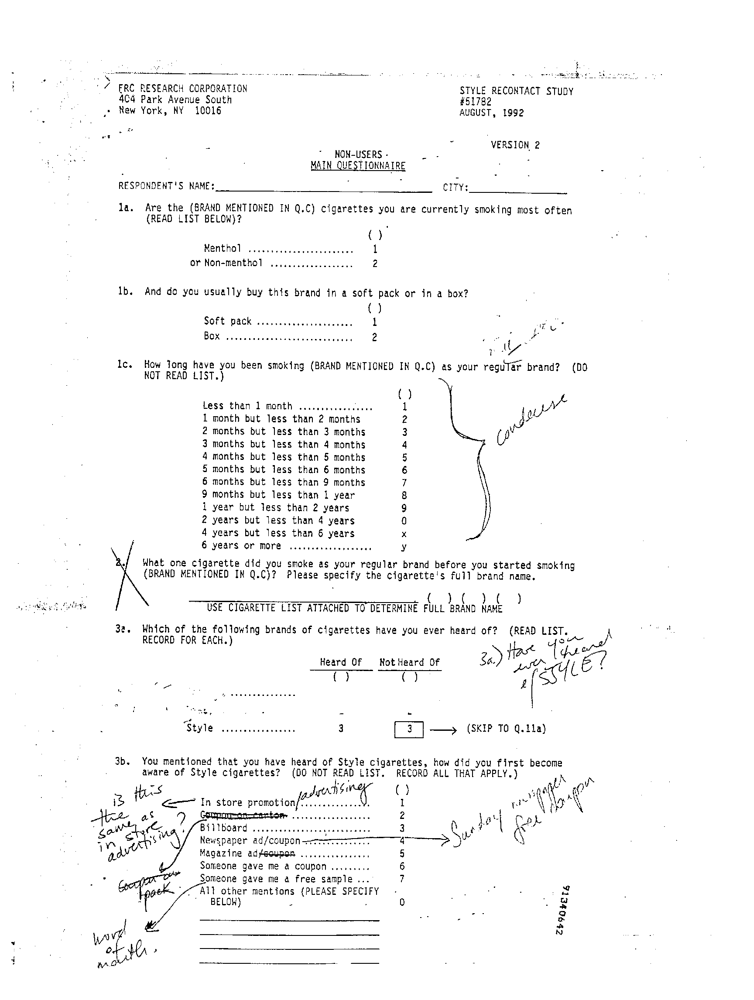 FRC RESEARCH CORPORATION
404 Park Avenue South
New York, NY 10016
STYLE RECONTACT STUDY
#51782
AUGUST, 1992
VERSION 2
NON-USERS
MAIN QUESTIONNAIRE
RESPONDENT'S NAME: CITY:
1a. Are the (BRAND MENTIONED IN Q.C) cigarettes you are currently smoking most often
(READ LIST BELOW)?
( )
Menthol ....................... 1
or Non-menthol ................... 2
1b. And do you usually buy this brand in a soft pack or in a box?
( )
Soft pack ..................... 1
Box ........................... 2
1c. How long have you been smoking (BRAND MENTIONED IN Q.C) as your regular brand? (DO
NOT READ LIST.)
( )
Less than 1 month ................. 1
1 month but less than 2 months 2
2 months but less than 3 months 3
3 months but less than 4 months 4
4 months but less than 5 months 5
5 months but less than 6 months 6
6 months but less than 9 months 7
9 months but less than 1 year 8
1 year but less than 2 years 9
2 years but less than 4 years 0
4 years but less than 6 years x
6 years or more ................... y
condense
2. What one cigarette did you smoke as your regular brand before you started smoking
(BRAND MENTIONED IN Q.C)? Please specify the cigarette's full brand name.
( ) ( ) ( )
USE CIGARETTE LIST ATTACHED TO DETERMINE FULL BRAND NAME
3a. Which of the following brands of cigarettes have you ever heard of? (READ LIST.
RECORD FOR EACH.)
3a.) Have you
ever heard
of STYLE?
Heard Of Not Heard Of
( ) ( )
...............
Style ................. 3 3 (SKIP TO Q.11a)
3b. You mentioned that you have heard of Style cigarettes, how did you first become
aware of Style cigarettes? (DO NOT READ LIST. RECORD ALL THAT APPLY.)
( )
In store promotion/advertising 1
Coupon on carton ................ 2
Billboard ....................... 3
Newspaper ad/coupon 4
Magazine ad/coupon ................ 5
Someone gave me a coupon ......... 6
Someone gave me a free sample ... 7
All other mentions (PLEASE SPECIFY
BELOW) 0
is this
the
same as
in store
advertising?
Coupon on
pack
word
of
mouth.
Sunday newspaper
free coupon
91340642